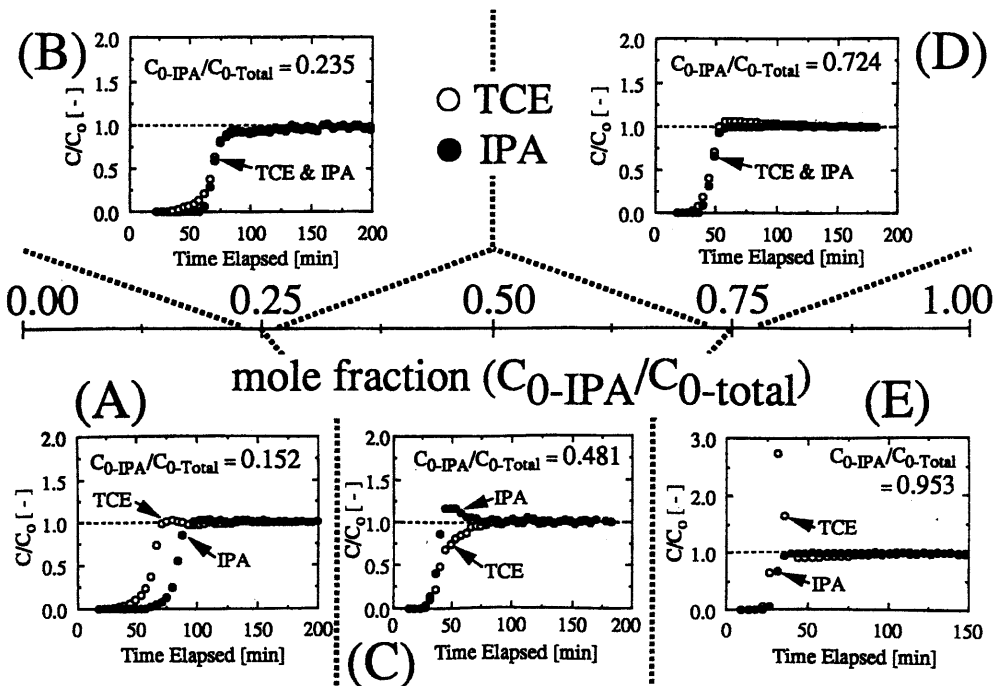 (B)
C0-IPA/C0-Total = 0.235
2.0
1.5
1.0
0.5
0.0
C/Co [ - ]
TCE & IPA
0 50 100 150 200
Time Elapsed [min]
○ TCE
● IPA
(D)
C0-IPA/C0-Total = 0.724
2.0
1.5
1.0
0.5
0.0
C/Co [ - ]
TCE & IPA
0 50 100 150 200
Time Elapsed [min]
0.00 0.25 0.50 0.75 1.00
mole fraction (C0-IPA/C0-total)
(A)
C0-IPA/C0-Total = 0.152
2.0
1.5
1.0
0.5
0.0
C/Co [ - ]
TCE
IPA
0 50 100 150 200
Time Elapsed [min]
(C)
C0-IPA/C0-Total = 0.481
2.0
1.5
1.0
0.5
0.0
C/Co [ - ]
IPA
TCE
0 50 100 150 200
Time Elapsed [min]
(E)
C0-IPA/C0-Total
= 0.953
3.0
2.0
1.0
0.0
C/Co [ - ]
TCE
IPA
0 50 100 150
Time Elapsed [min]